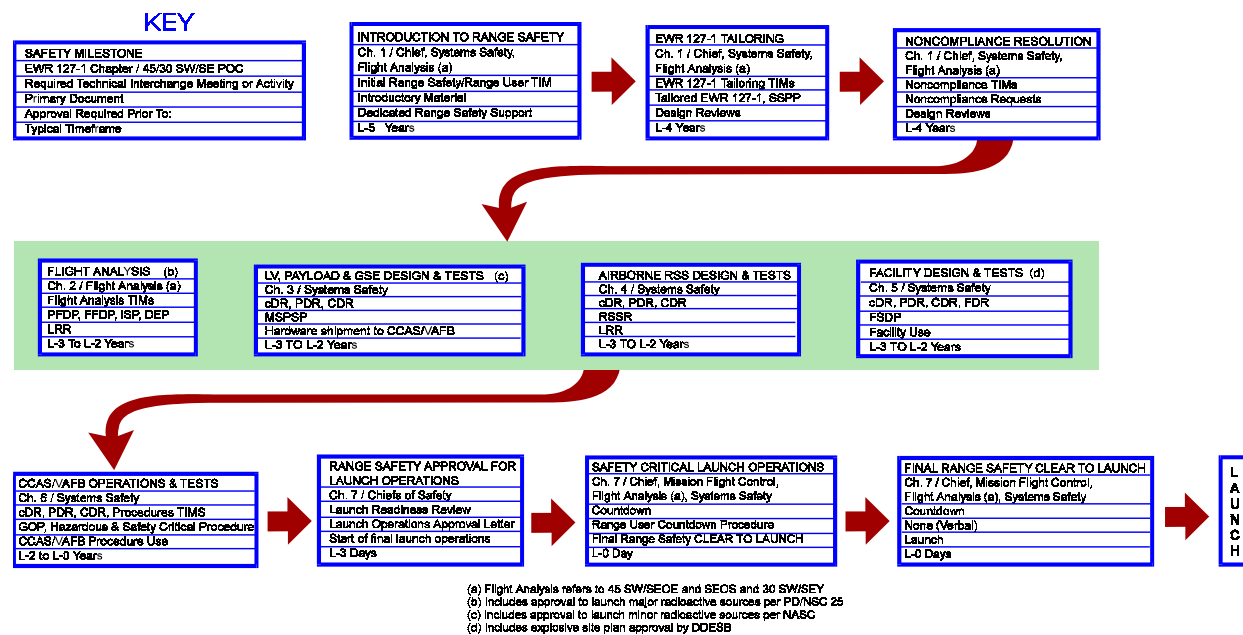 KEY
SAFETY MILESTONE
EWR 127-1 Chapter / 45/30 SW/SE POC
Required Technical Interchange Meeting or Activity
Primary Document
Approval Required Prior To:
Typical Timeframe
INTRODUCTION TO RANGE SAFETY
Ch. 1 / Chief, Systems Safety,
Flight Analysis (a)
Initial Range Safety/Range User TIM
Introductory Material
Dedicated Range Safety Support
L-5 Years
EWR 127-1 TAILORING
Ch. 1 / Chief, Systems Safety,
Flight Analysis (a)
EWR 127-1 Tailoring TIMs
Tailored EWR 127-1, SSPP
Design Reviews
L-4 Years
NONCOMPLIANCE RESOLUTION
Ch. 1 / Chief, Systems Safety,
Flight Analysis (a)
Noncompliance TIMs
Noncompliance Requests
Design Reviews
L-4 Years
FLIGHT ANALYSIS (b)
Ch. 2 / Flight Analysis (a)
Flight Analysis TIMs
PFDP, FFDP, ISP, DEP
LRR
L-3 To L-2 Years
LV, PAYLOAD & GSE DESIGN & TESTS (c)
Ch. 3 / Systems Safety
cDR, PDR, CDR
MSPSP
Hardware shipment to CCAS/VAFB
L-3 TO L-2 Years
AIRBORNE RSS DESIGN & TESTS
Ch. 4 / Systems Safety
cDR, PDR, CDR
RSSR
LRR
L-3 TO L-2 Years
FACILITY DESIGN & TESTS (d)
Ch. 5 / Systems Safety
cDR, PDR, CDR, FDR
FSDP
Facility Use
L-3 TO L-2 Years
CCAS/VAFB OPERATIONS & TESTS
Ch. 6 / Systems Safety
cDR, PDR, CDR, Procedures TIMS
GOP, Hazardous & Safety Critical Procedure
CCAS/VAFB Procedure Use
L-2 to L-0 Years
RANGE SAFETY APPROVAL FOR
LAUNCH OPERATIONS
Ch. 7 / Chiefs of Safety
Launch Readiness Review
Launch Operations Approval Letter
Start of final launch operations
L-3 Days
SAFETY CRITICAL LAUNCH OPERATIONS
Ch. 7 / Chief, Mission Flight Control,
Flight Analysis (a), Systems Safety
Countdown
Range User Countdown Procedure
Final Range Safety CLEAR TO LAUNCH
L-0 Day
FINAL RANGE SAFETY CLEAR TO LAUNCH
Ch. 7 / Chief, Mission Flight Control,
Flight Analysis (a), Systems Safety
Countdown
None (Verbal)
Launch
L-0 Days
L
A
U
N
C
H
(a) Flight Analysis refers to 45 SW/SEOE and SEOS and 30 SW/SEY
(b) Includes approval to launch major radioactive sources per PD/NSC 25
(c) Includes approval to launch minor radioactive sources per NASC
(d) Includes explosive site plan approval by DDESB